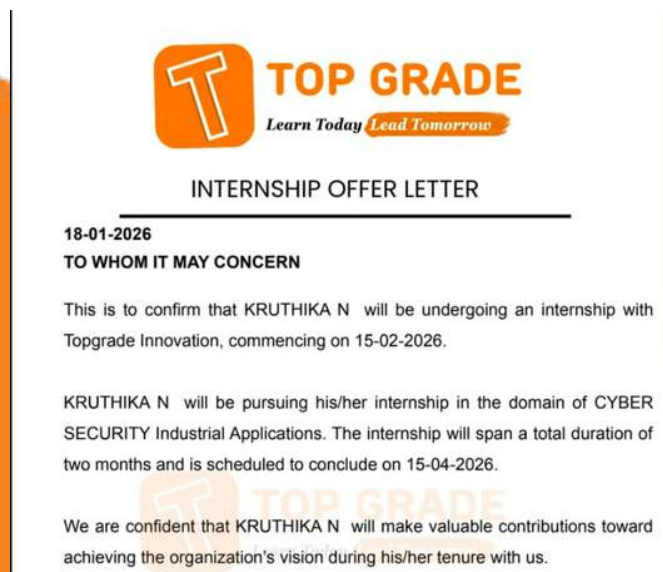 T TOP GRADE
Learn Today Lead Tomorrow
INTERNSHIP OFFER LETTER
18-01-2026
TO WHOM IT MAY CONCERN
This is to confirm that KRUTHIKA N will be undergoing an internship with
Topgrade Innovation, commencing on 15-02-2026.
KRUTHIKA N will be pursuing his/her internship in the domain of CYBER
SECURITY Industrial Applications. The internship will span a total duration of
two months and is scheduled to conclude on 15-04-2026.
T TOP GRADE
We are confident that KRUTHIKA N will make valuable contributions toward
achieving the organization's vision during his/her tenure with us.